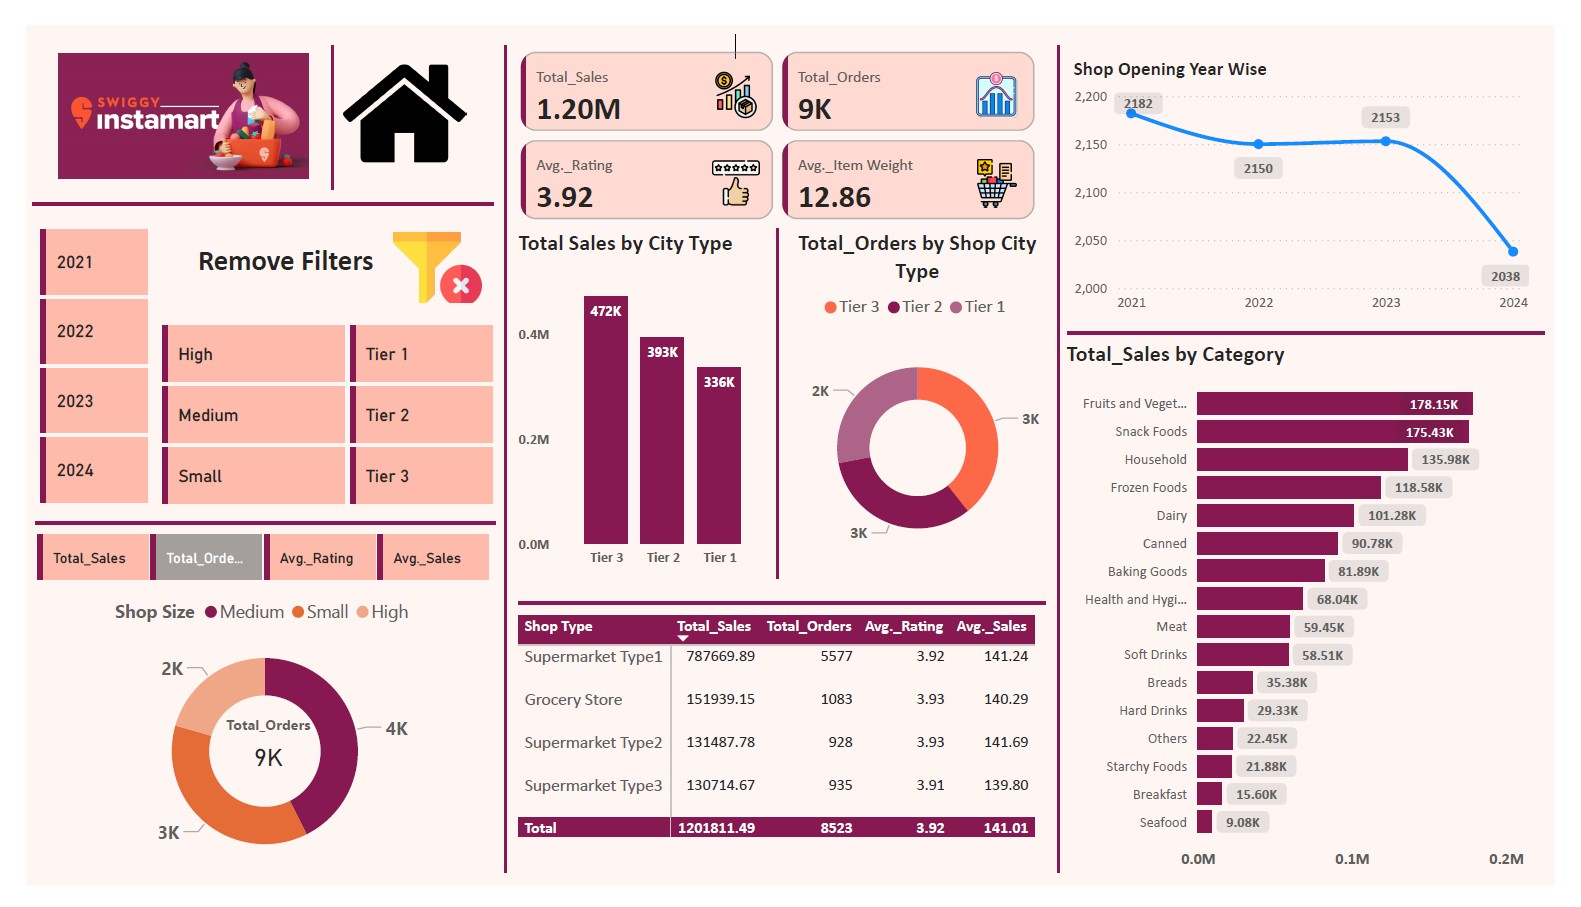 SWIGGY
instamart
2021
2022
2023
2024
Remove Filters
High
Medium
Small
Tier 1
Tier 2
Tier 3
Total_Sales
Total_Orde...
Avg._Rating
Avg._Sales
Shop Size Medium Small High
2K
4K
3K
Total_Orders
9K
Total_Sales
1.20M
Total_Orders
9K
Avg._Rating
3.92
Avg._Item Weight
12.86
Total Sales by City Type
0.4M
0.2M
0.0M
472K
393K
336K
Tier 3 Tier 2 Tier 1
Total_Orders by Shop City
Type
Tier 3 Tier 2 Tier 1
2K
3K
3K
Shop Type Total_Sales Total_Orders Avg._Rating Avg._Sales
Supermarket Type1 787669.89 5577 3.92 141.24
Grocery Store 151939.15 1083 3.93 140.29
Supermarket Type2 131487.78 928 3.93 141.69
Supermarket Type3 130714.67 935 3.91 139.80
Total 1201811.49 8523 3.92 141.01
Shop Opening Year Wise
2,200
2,150
2,100
2,050
2,000
2182
2150
2153
2038
2021 2022 2023 2024
Total_Sales by Category
Fruits and Veget... 178.15K
Snack Foods 175.43K
Household 135.98K
Frozen Foods 118.58K
Dairy 101.28K
Canned 90.78K
Baking Goods 81.89K
Health and Hygi... 68.04K
Meat 59.45K
Soft Drinks 58.51K
Breads 35.38K
Hard Drinks 29.33K
Others 22.45K
Starchy Foods 21.88K
Breakfast 15.60K
Seafood 9.08K
0.0M 0.1M 0.2M